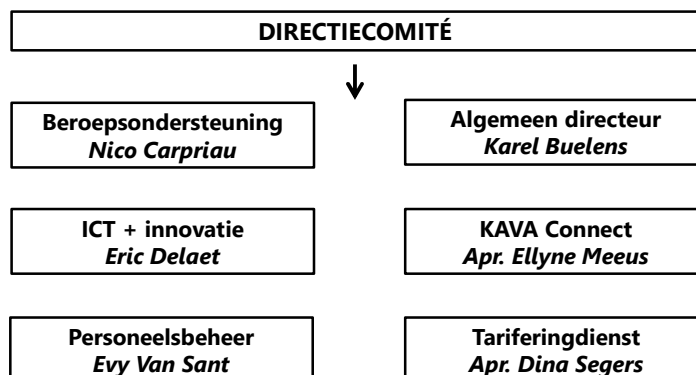 DIRECTIECOMITÉ
Beroepsondersteuning
Nico Carpriau
Algemeen directeur
Karel Buelens
ICT + innovatie
Eric Delaet
KAVA Connect
Apr. Ellyne Meeus
Personeelsbeheer
Evy Van Sant
Tariferingdienst
Apr. Dina Segers